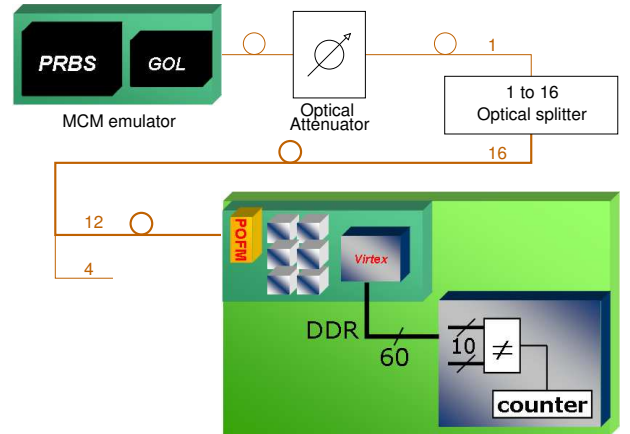 PRBS
GOL
MCM emulator
Optical
Attenuator
1
1 to 16
Optical splitter
16
12
4
POFM
Virtex
DDR
60
10
≠
counter